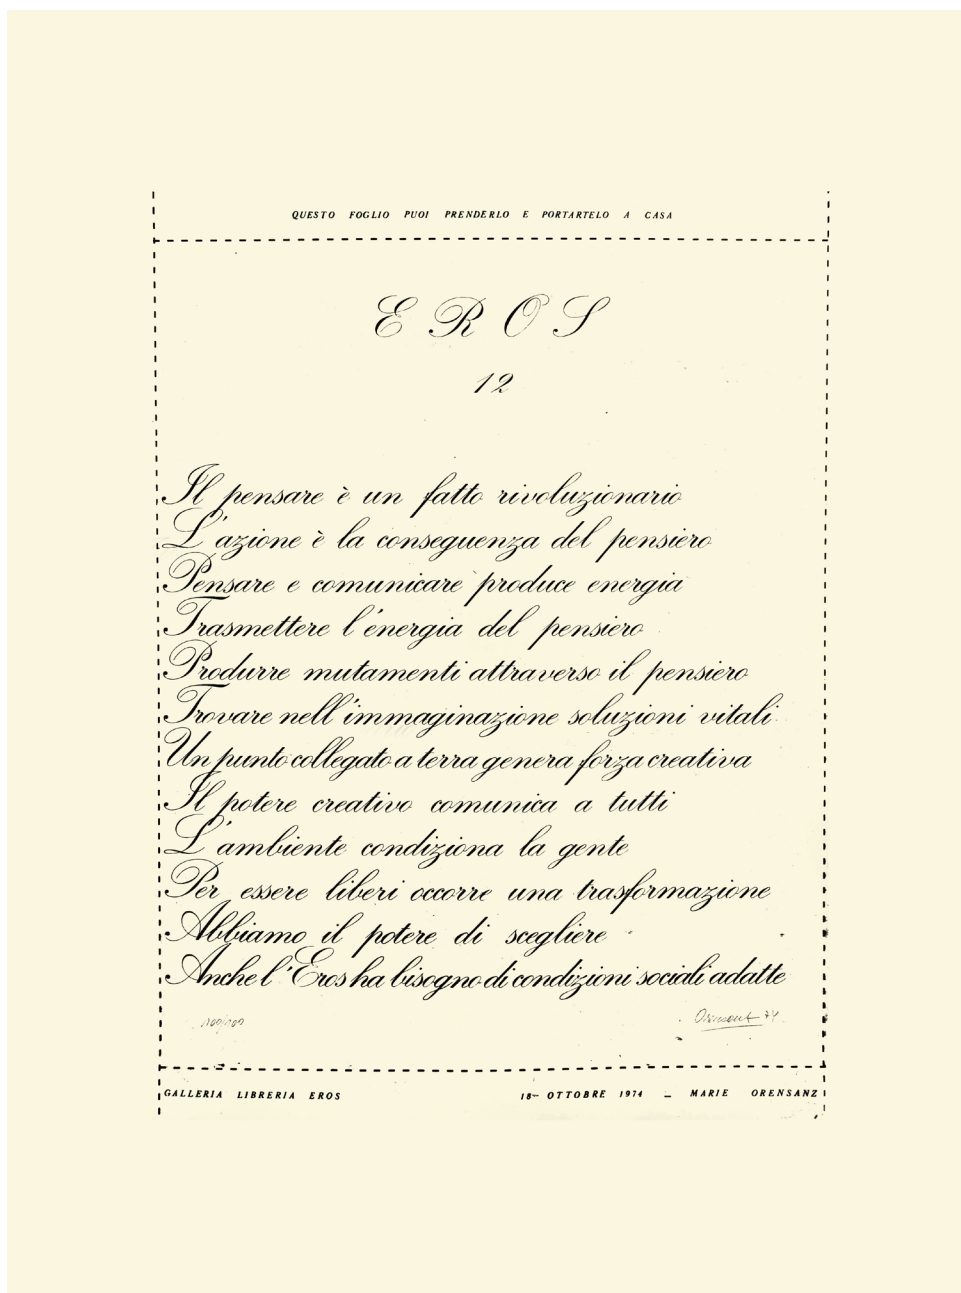 QUESTO FOGLIO PUOI PRENDERLO E PORTARTELO A CASA
EROS
12
Il pensare è un fatto rivoluzionario
L'azione è la conseguenza del pensiero
Pensare e comunicare produce energia
Trasmettere l'energia del pensiero
Produrre mutamenti attraverso il pensiero
Trovare nell'immaginazione soluzioni vitali
Un punto collegato a terra genera forza creativa
Il potere creativo comunica a tutti
L'ambiente condiziona la gente
Per essere liberi occorre una trasformazione
Abbiamo il potere di scegliere
Anche l'Eros ha bisogno di condizioni sociali adatte
Orensanz 74
GALLERIA LIBRERIA EROS 18- OTTOBRE 1974 - MARIE ORENSANZ